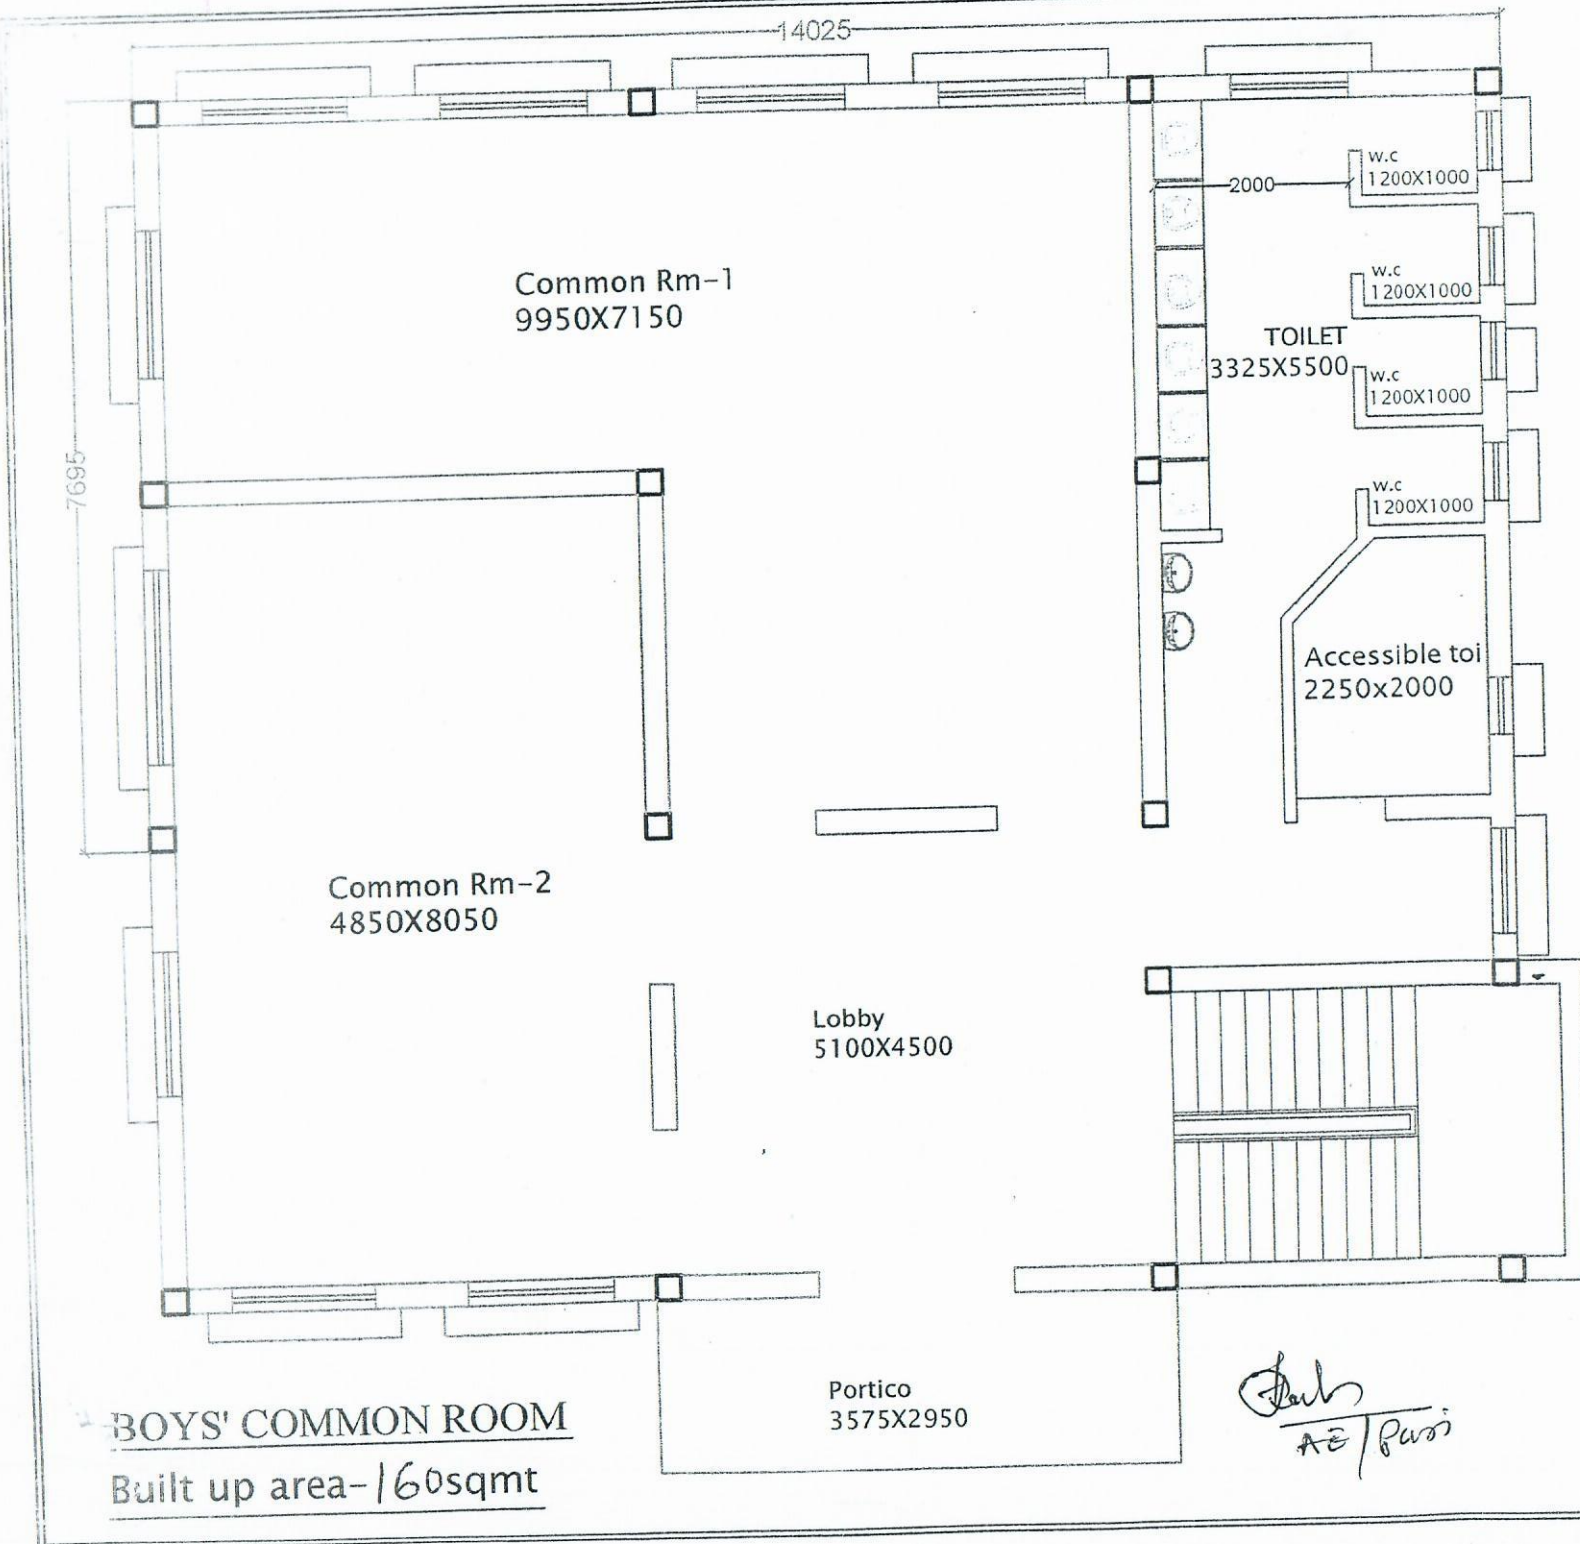 14025
7695
Common Rm-1
9950X7150
2000
w.c
1200X1000
w.c
1200X1000
TOILET
3325X5500
w.c
1200X1000
w.c
1200X1000
Accessible toi
2250x2000
Common Rm-2
4850X8050
Lobby
5100X4500
Portico
3575X2950
BOYS' COMMON ROOM
Built up area-160sqmt
AE